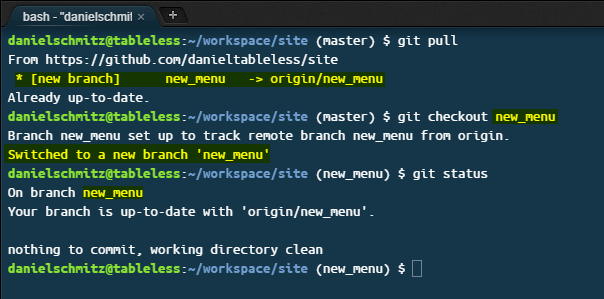 bash - "danielschmit ×
danielschmitz@tableless:~/workspace/site (master) $ git pull
From https://github.com/danieltableless/site
 * [new branch]      new_menu   -> origin/new_menu
Already up-to-date.
danielschmitz@tableless:~/workspace/site (master) $ git checkout new_menu
Branch new_menu set up to track remote branch new_menu from origin.
Switched to a new branch 'new_menu'
danielschmitz@tableless:~/workspace/site (new_menu) $ git status
On branch new_menu
Your branch is up-to-date with 'origin/new_menu'.
nothing to commit, working directory clean
danielschmitz@tableless:~/workspace/site (new_menu) $